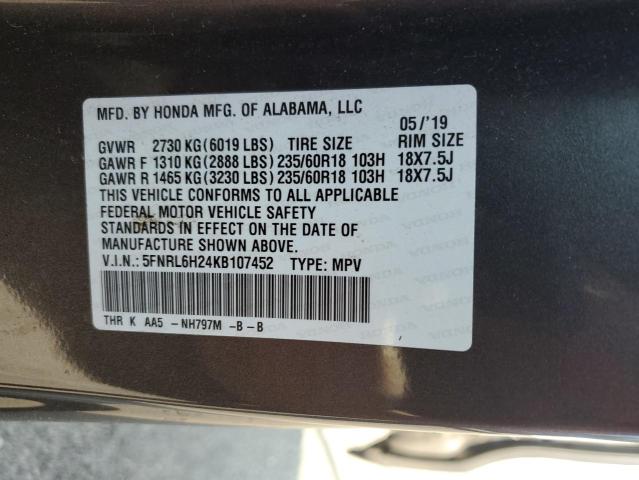 MFD. BY HONDA MFG. OF ALABAMA, LLC
05/'19
GVWR 2730 KG (6019 LBS) TIRE SIZE RIM SIZE
GAWR F 1310 KG (2888 LBS) 235/60R18 103H 18X7.5J
GAWR R 1465 KG (3230 LBS) 235/60R18 103H 18X7.5J
THIS VEHICLE CONFORMS TO ALL APPLICABLE
FEDERAL MOTOR VEHICLE SAFETY
STANDARDS IN EFFECT ON THE DATE OF
MANUFACTURE SHOWN ABOVE.
V.I.N.: 5FNRL6H24KB107452 TYPE: MPV
THR K AA5 -NH797M -B-B